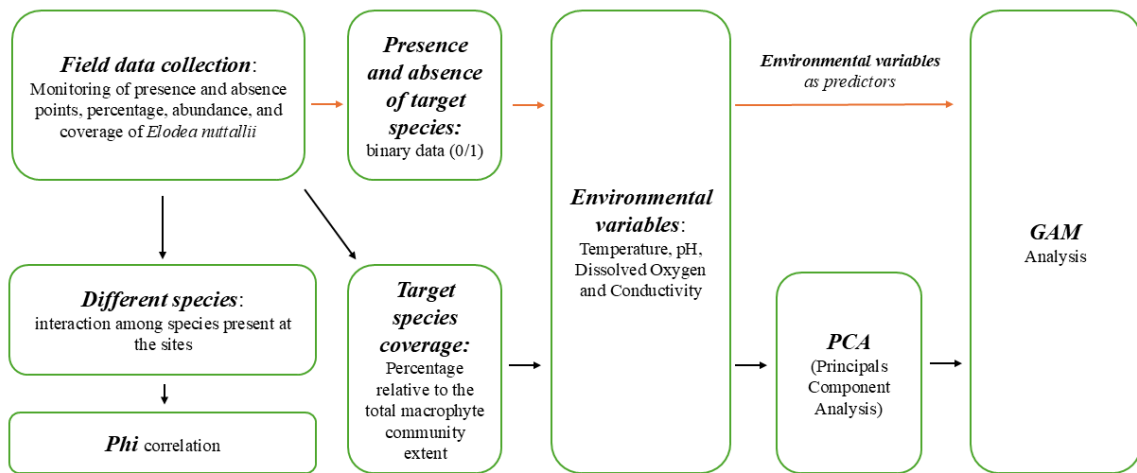 Field data collection:
Monitoring of presence and absence
points, percentage, abundance, and
coverage of Elodea nuttallii
Presence
and absence
of target
species:
binary data (0/1)
Environmental
variables:
Temperature, pH,
Dissolved Oxygen
and Conductivity
Environmental variables
as predictors
GAM
Analysis
Different species:
interaction among species present at
the sites
Target
species
coverage:
Percentage
relative to the
total macrophyte
community
extent
PCA
(Principals
Component
Analysis)
Phi correlation